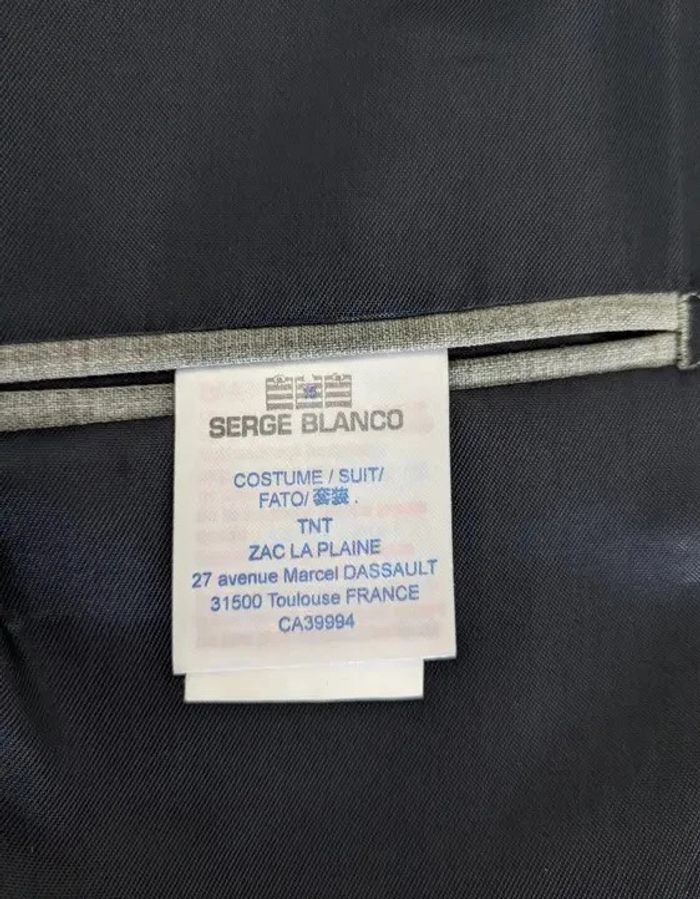 15
SERGE BLANCO
COSTUME / SUIT/
FATO/ 套装 .
TNT
ZAC LA PLAINE
27 avenue Marcel DASSAULT
31500 Toulouse FRANCE
CA39994